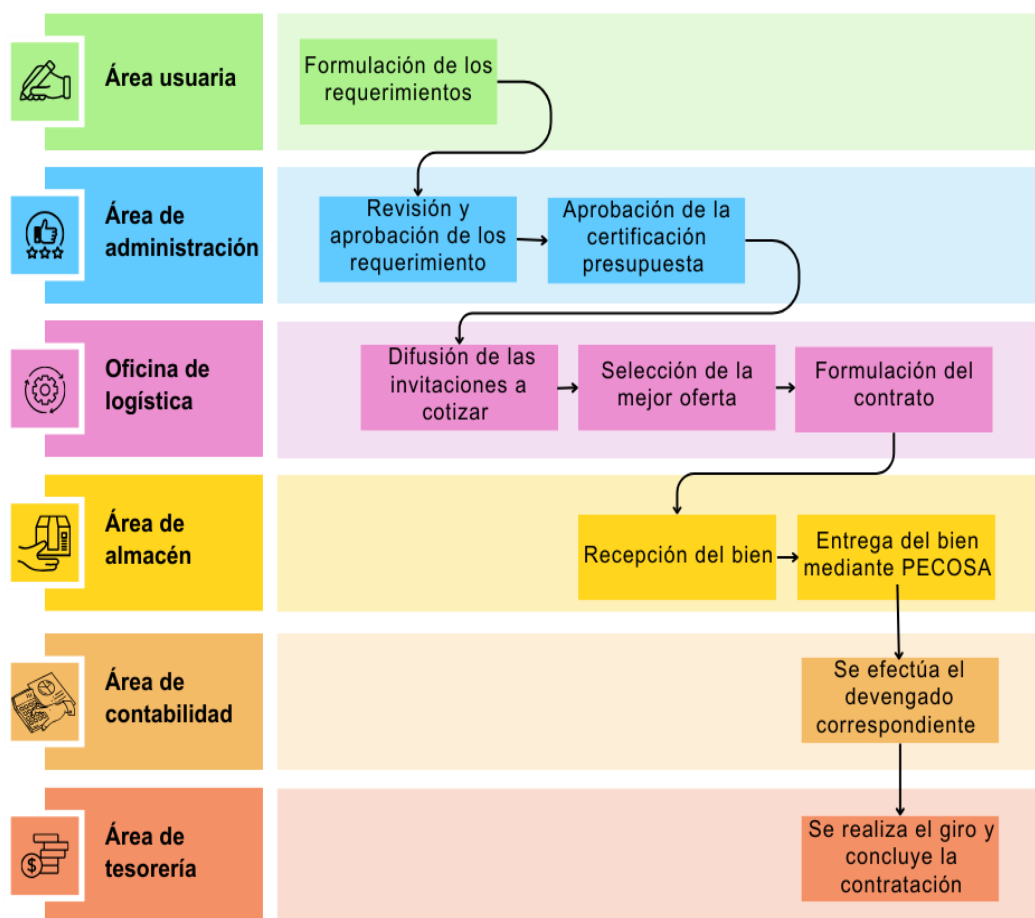 Área usuaria
Formulación de los
requerimientos
Área de
administración
Revisión y
aprobación de los
requerimiento
Aprobación de la
certificación
presupuesta
Oficina de
logística
Difusión de las
invitaciones a
cotizar
Selección de la
mejor oferta
Formulación del
contrato
Área de
almacén
Recepción del bien
Entrega del bien
mediante PECOSA
Área de
contabilidad
Se efectúa el
devengado
correspondiente
Área de
tesorería
Se realiza el giro y
concluye la
contratación